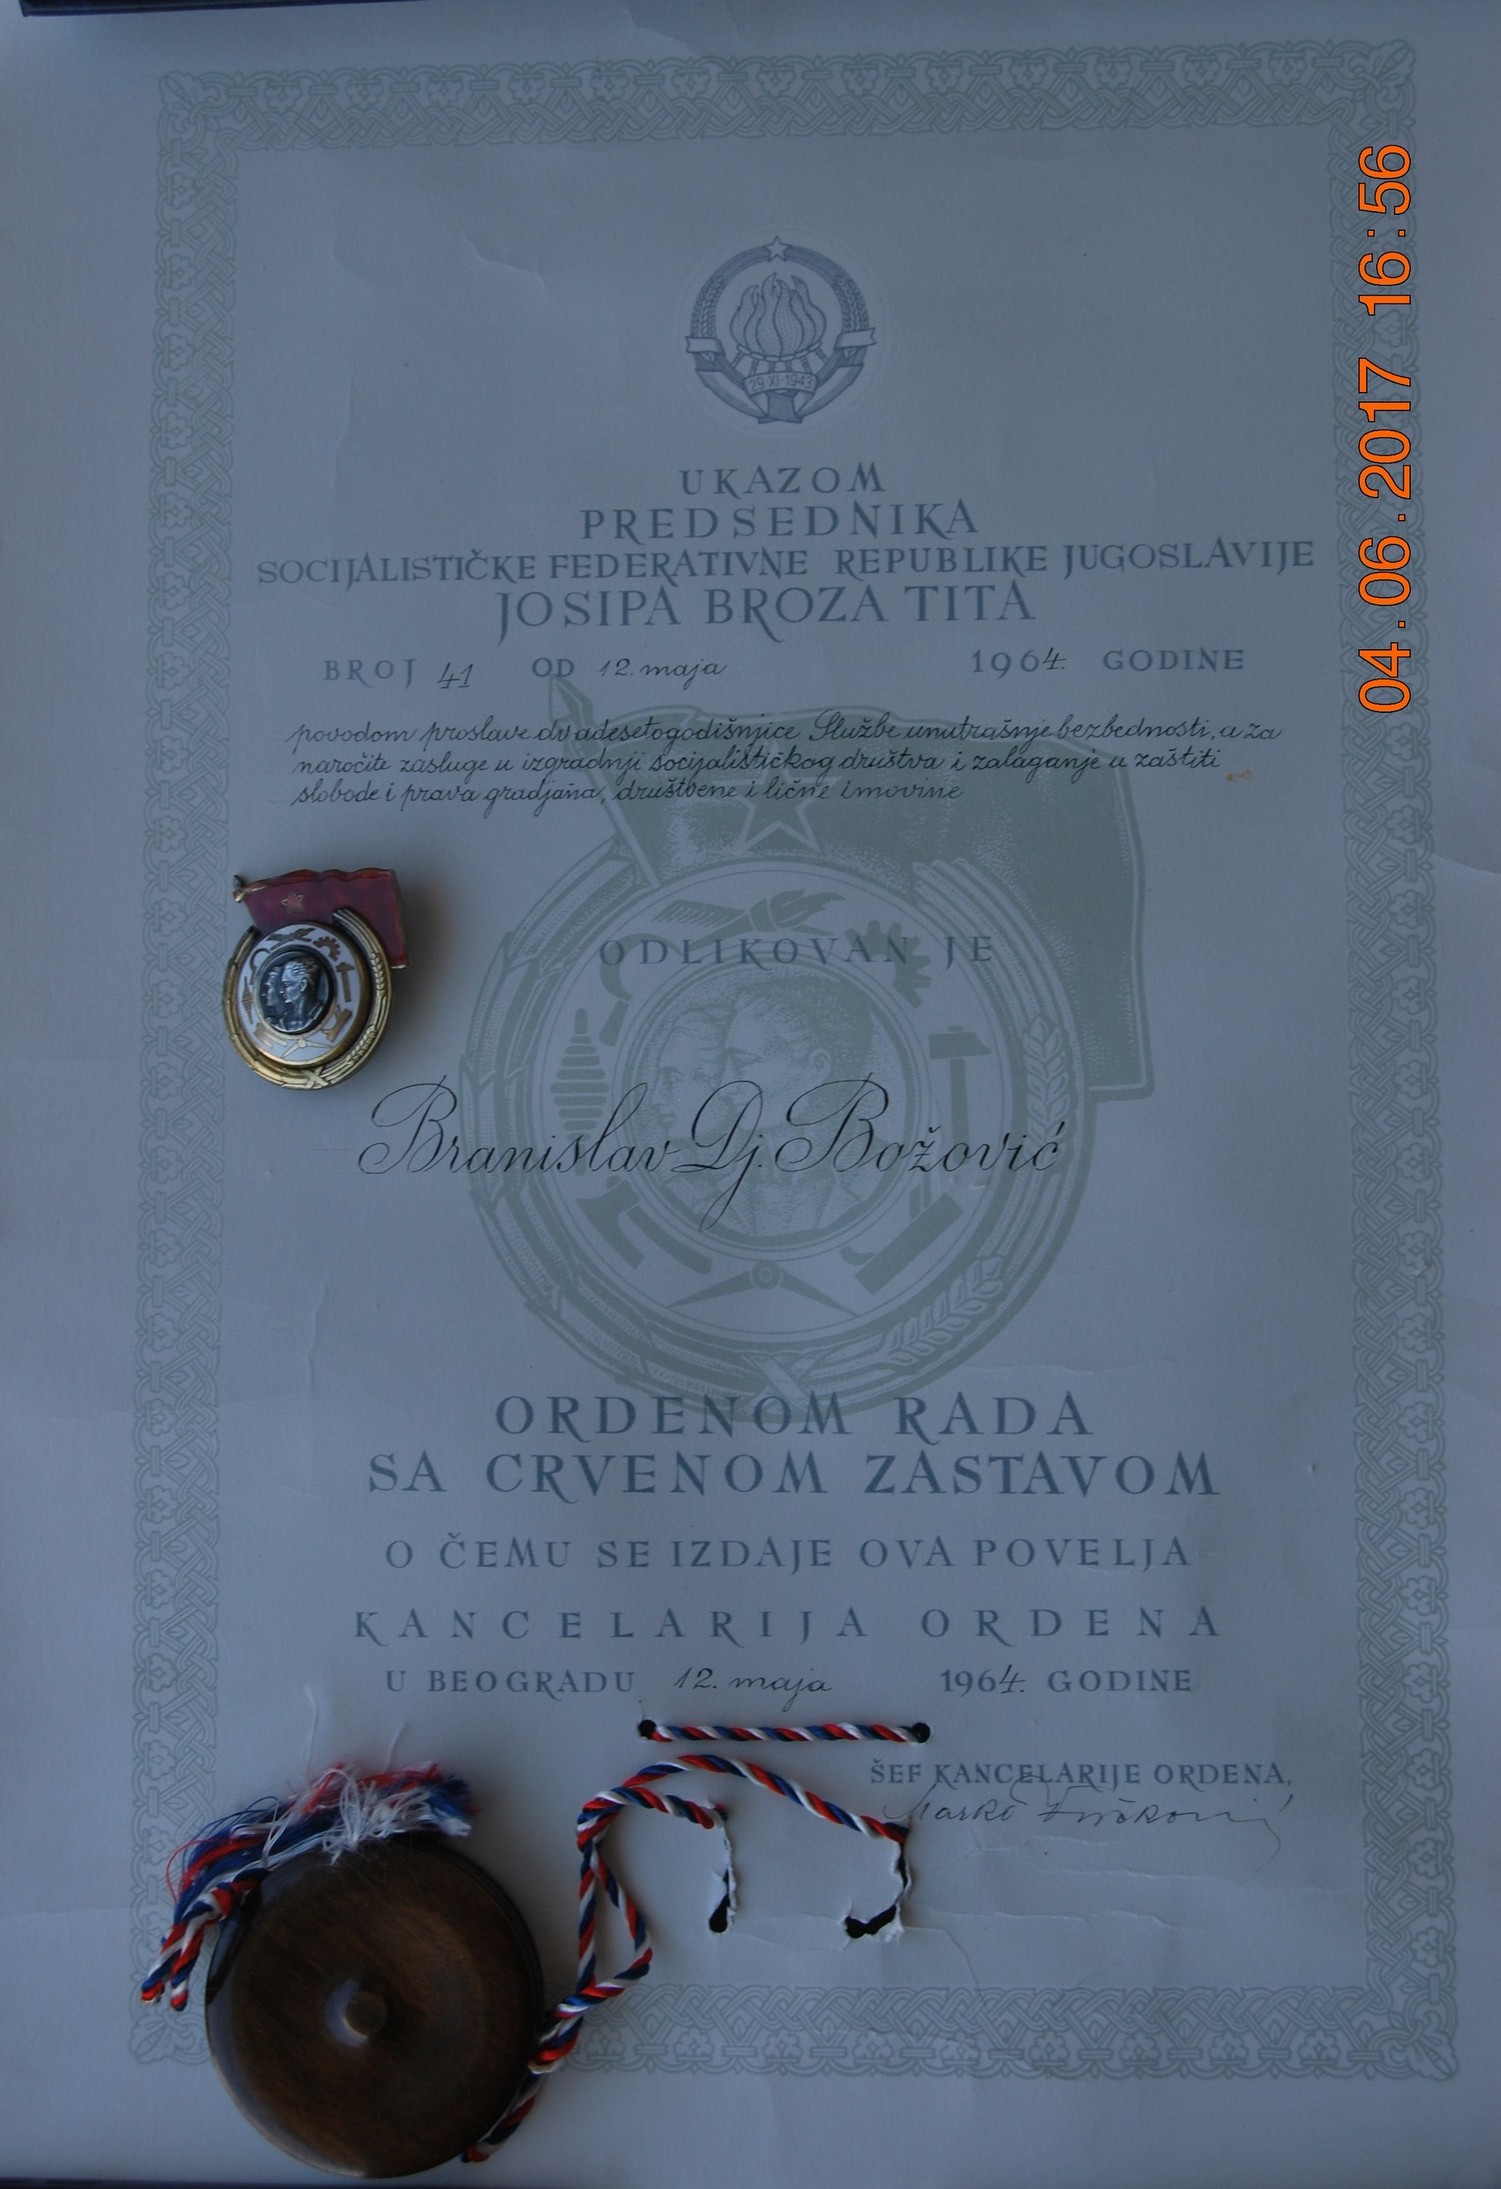 29·XI·1943
UKAZOM
PREDSEDNIKA
SOCIJALISTIČKE FEDERATIVNE REPUBLIKE JUGOSLAVIJE
JOSIPA BROZA TITA
BROJ 41 OD 12. maja 1964. GODINE
povodom proslave dvadesetogodišnjice Službe unutrašnje bezbednosti, a za
naročite zasluge u izgradnji socijalističkog društva i zalaganje u zaštiti
slobode i prava gradjana, društvene i lične imovine
ODLIKOVAN JE
Branislav Dj. Božović
ORDENOM RADA
SA CRVENOM ZASTAVOM
O ČEMU SE IZDAJE OVA POVELJA
KANCELARIJA ORDENA
U BEOGRADU 12. maja 1964. GODINE
ŠEF KANCELARIJE ORDENA,
Marko
04.06.2017 16:56